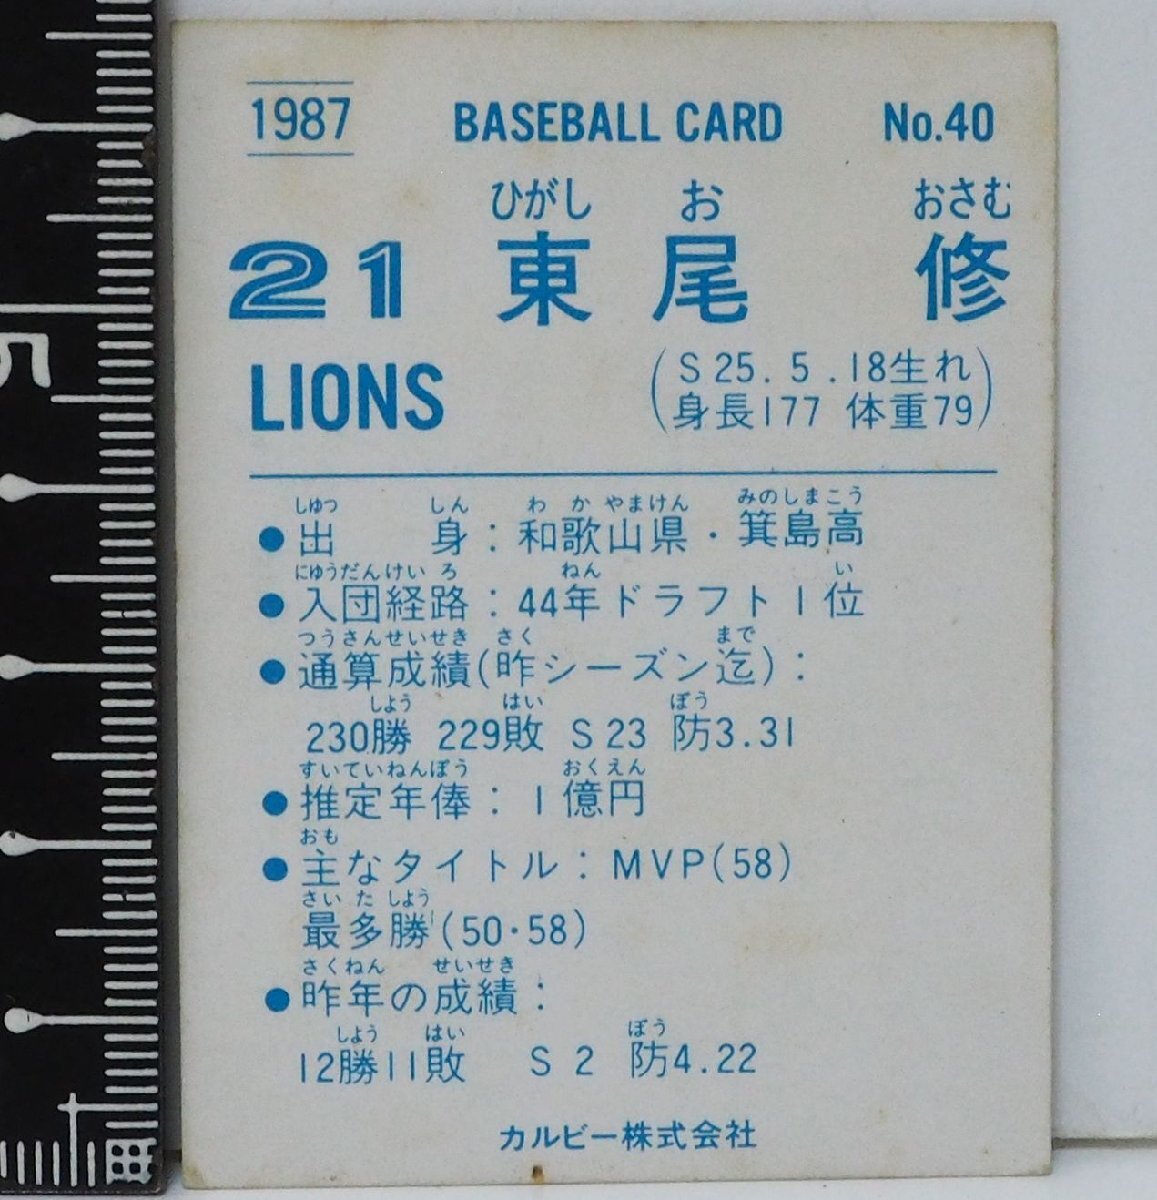 1987 BASEBALL CARD No.40
ひがし お おさむ
21 東尾 修
LIONS
(S25.5.18生れ
身長177 体重79)
しゅつ しん わ か やまけん みのしまこう
●出 身：和歌山県・箕島高
にゅうだんけい ろ ねん い
●入団経路：44年ドラフト1位
つうさんせいせき さく まで
●通算成績(昨シーズン迄)：
しよう はい ぼう
230勝 229敗 S23 防3.31
すいていねんぽう おくえん
●推定年俸：1億円
おも
●主なタイトル：MVP(58)
さい た しよう
最多勝(50・58)
さくねん せいせき
●昨年の成績：
しよう はい ぼう
12勝11敗 S2 防4.22
カルビー株式会社
5